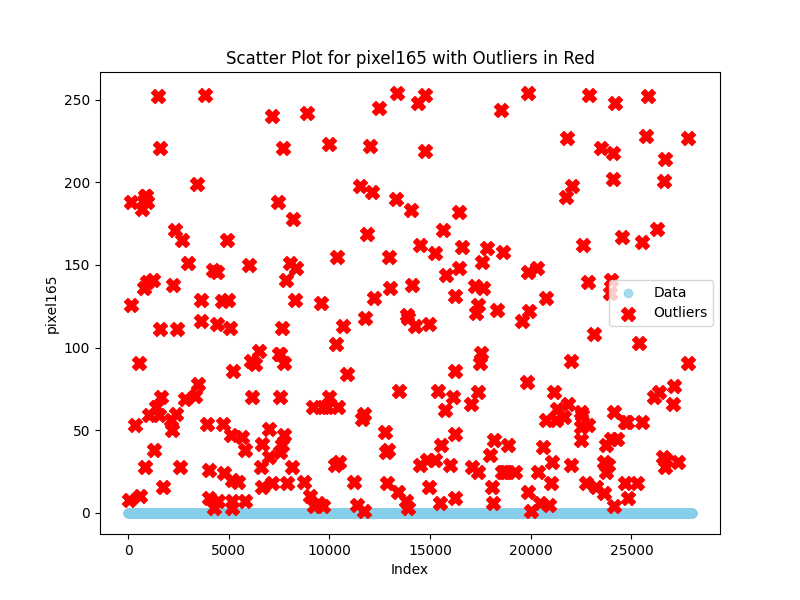 Scatter Plot for pixel165 with Outliers in Red
250
200
150
100
50
0
pixel165
Data
Outliers
0 5000 10000 15000 20000 25000
Index